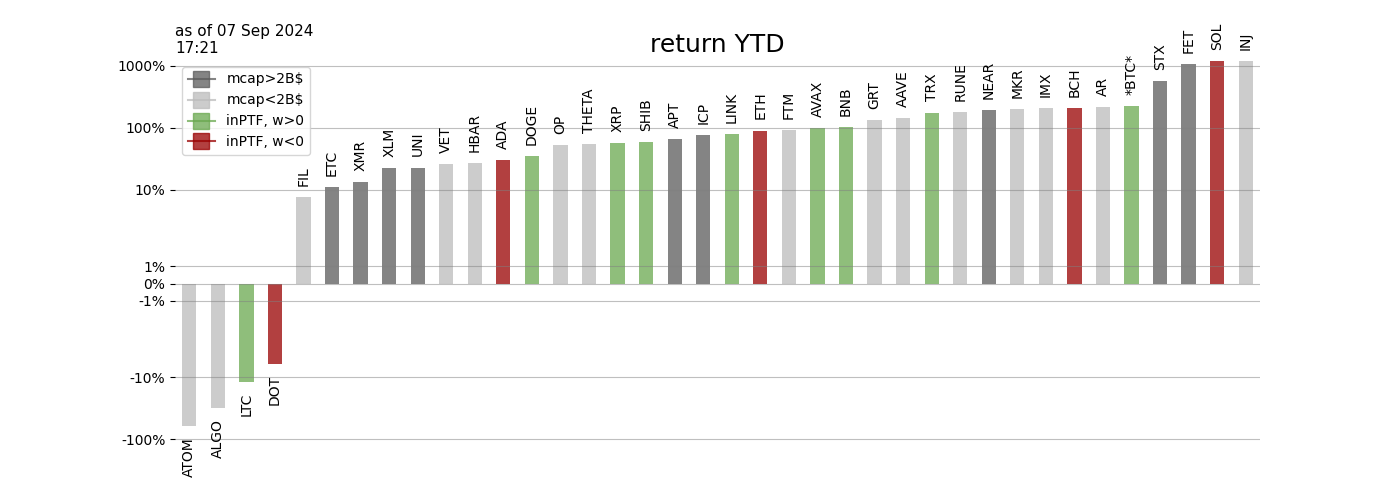 as of 07 Sep 2024
17:21
return YTD
mcap>2B$
mcap<2B$
inPTF, w>0
inPTF, w<0
1000%
100%
10%
1%
0%
-1%
-10%
-100%
ATOM
ALGO
LTC
DOT
FIL
ETC
XMR
XLM
UNI
VET
HBAR
ADA
DOGE
OP
THETA
XRP
SHIB
APT
ICP
LINK
ETH
FTM
AVAX
BNB
GRT
AAVE
TRX
RUNE
NEAR
MKR
IMX
BCH
AR
*BTC*
STX
FET
SOL
INJ